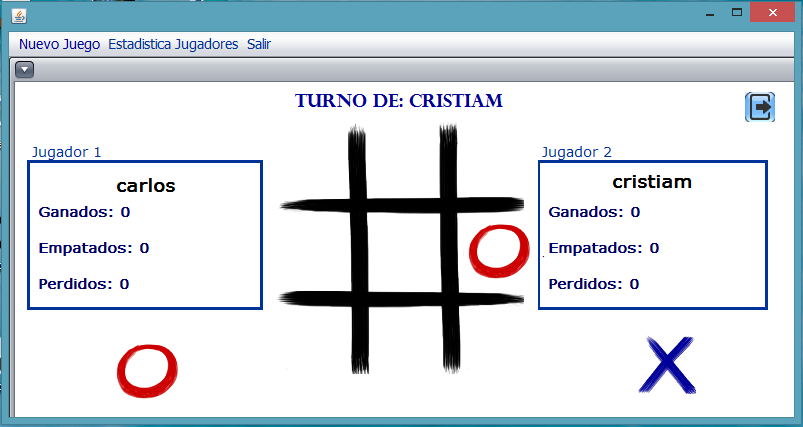 Nuevo Juego Estadistica Jugadores Salir
TURNO DE: CRISTIAM
Jugador 1
carlos
Ganados: 0
Empatados: 0
Perdidos: 0
Jugador 2
cristiam
Ganados: 0
Empatados: 0
Perdidos: 0